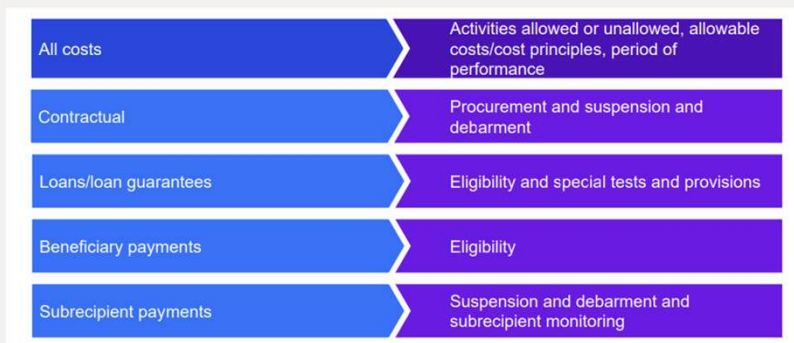 All costs
Activities allowed or unallowed, allowable
costs/cost principles, period of
performance
Contractual
Procurement and suspension and
debarment
Loans/loan guarantees
Eligibility and special tests and provisions
Beneficiary payments
Eligibility
Subrecipient payments
Suspension and debarment and
subrecipient monitoring